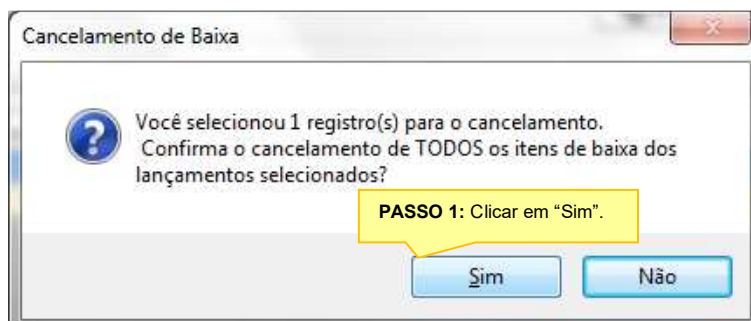 Cancelamento de Baixa
Você selecionou 1 registro(s) para o cancelamento.
Confirma o cancelamento de TODOS os itens de baixa dos
lançamentos selecionados?
PASSO 1: Clicar em “Sim”.
Sim
Não